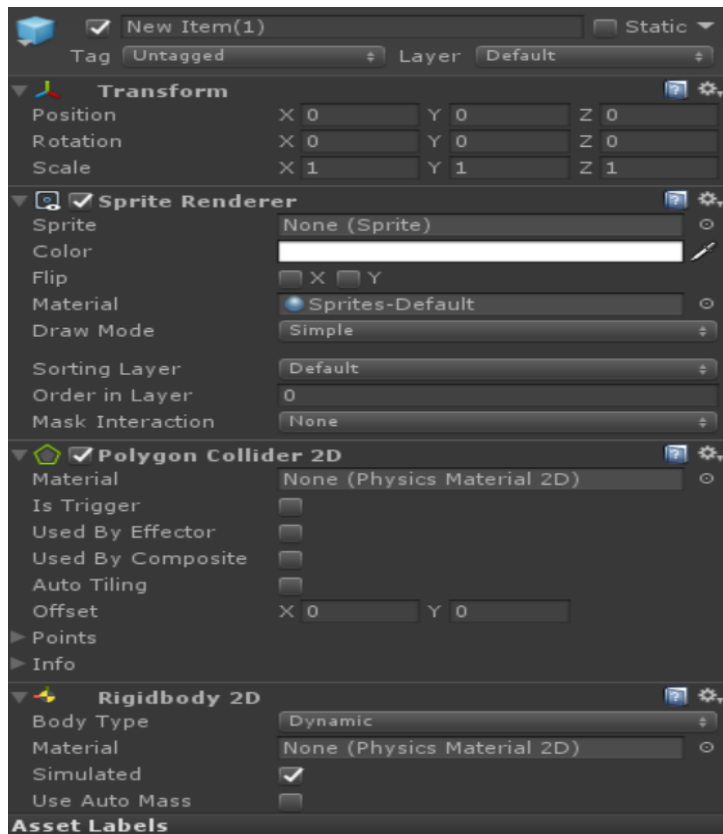 New Item(1) Static
Tag Untagged Layer Default
Transform
Position X 0 Y 0 Z 0
Rotation X 0 Y 0 Z 0
Scale X 1 Y 1 Z 1
Sprite Renderer
Sprite None (Sprite)
Color
Flip X Y
Material Sprites-Default
Draw Mode Simple
Sorting Layer Default
Order in Layer 0
Mask Interaction None
Polygon Collider 2D
Material None (Physics Material 2D)
Is Trigger
Used By Effector
Used By Composite
Auto Tiling
Offset X 0 Y 0
Points
Info
Rigidbody 2D
Body Type Dynamic
Material None (Physics Material 2D)
Simulated
Use Auto Mass
Asset Labels